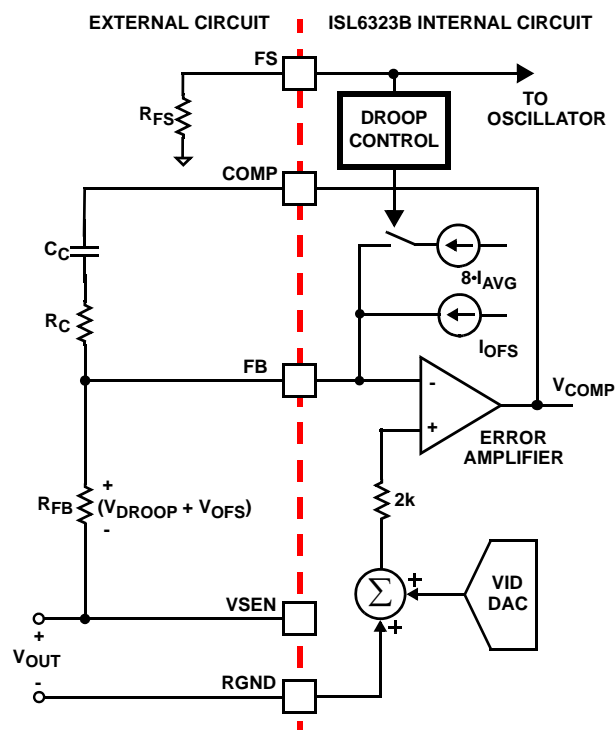 EXTERNAL CIRCUIT
ISL6323B INTERNAL CIRCUIT
FS
RFS
TO
OSCILLATOR
DROOP
CONTROL
COMP
CC
8•IAVG
RC
IOFS
FB
-
+
VCOMP
ERROR
AMPLIFIER
RFB
+
(VDROOP + VOFS)
-
2k
VSEN
Σ
+
+
VID
DAC
+
VOUT
-
RGND